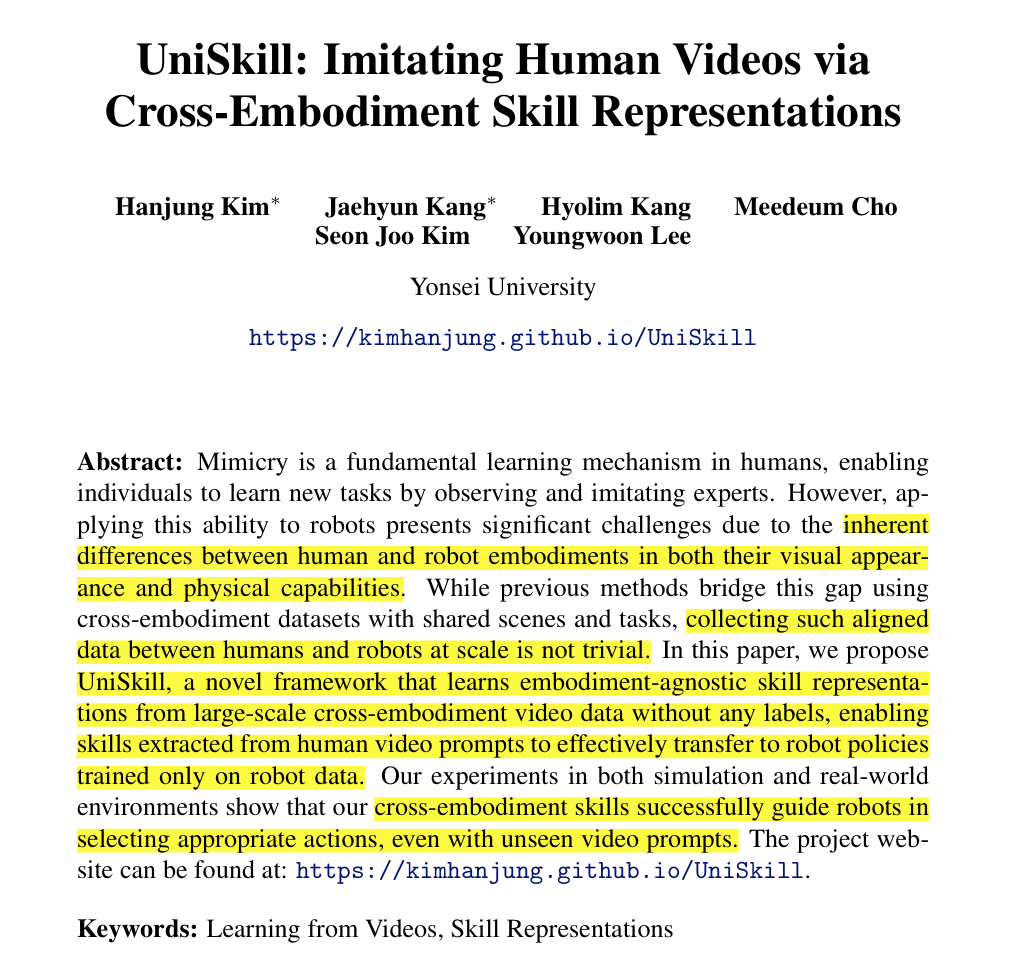 UniSkill: Imitating Human Videos via
Cross-Embodiment Skill Representations
Hanjung Kim* Jaehyun Kang* Hyolim Kang Meedeum Cho
Seon Joo Kim Youngwoon Lee
Yonsei University
https://kimhanjung.github.io/UniSkill
Abstract: Mimicry is a fundamental learning mechanism in humans, enabling
individuals to learn new tasks by observing and imitating experts. However, ap-
plying this ability to robots presents significant challenges due to the inherent
differences between human and robot embodiments in both their visual appear-
ance and physical capabilities. While previous methods bridge this gap using
cross-embodiment datasets with shared scenes and tasks, collecting such aligned
data between humans and robots at scale is not trivial. In this paper, we propose
UniSkill, a novel framework that learns embodiment-agnostic skill representa-
tions from large-scale cross-embodiment video data without any labels, enabling
skills extracted from human video prompts to effectively transfer to robot policies
trained only on robot data. Our experiments in both simulation and real-world
environments show that our cross-embodiment skills successfully guide robots in
selecting appropriate actions, even with unseen video prompts. The project web-
site can be found at: https://kimhanjung.github.io/UniSkill.
Keywords: Learning from Videos, Skill Representations